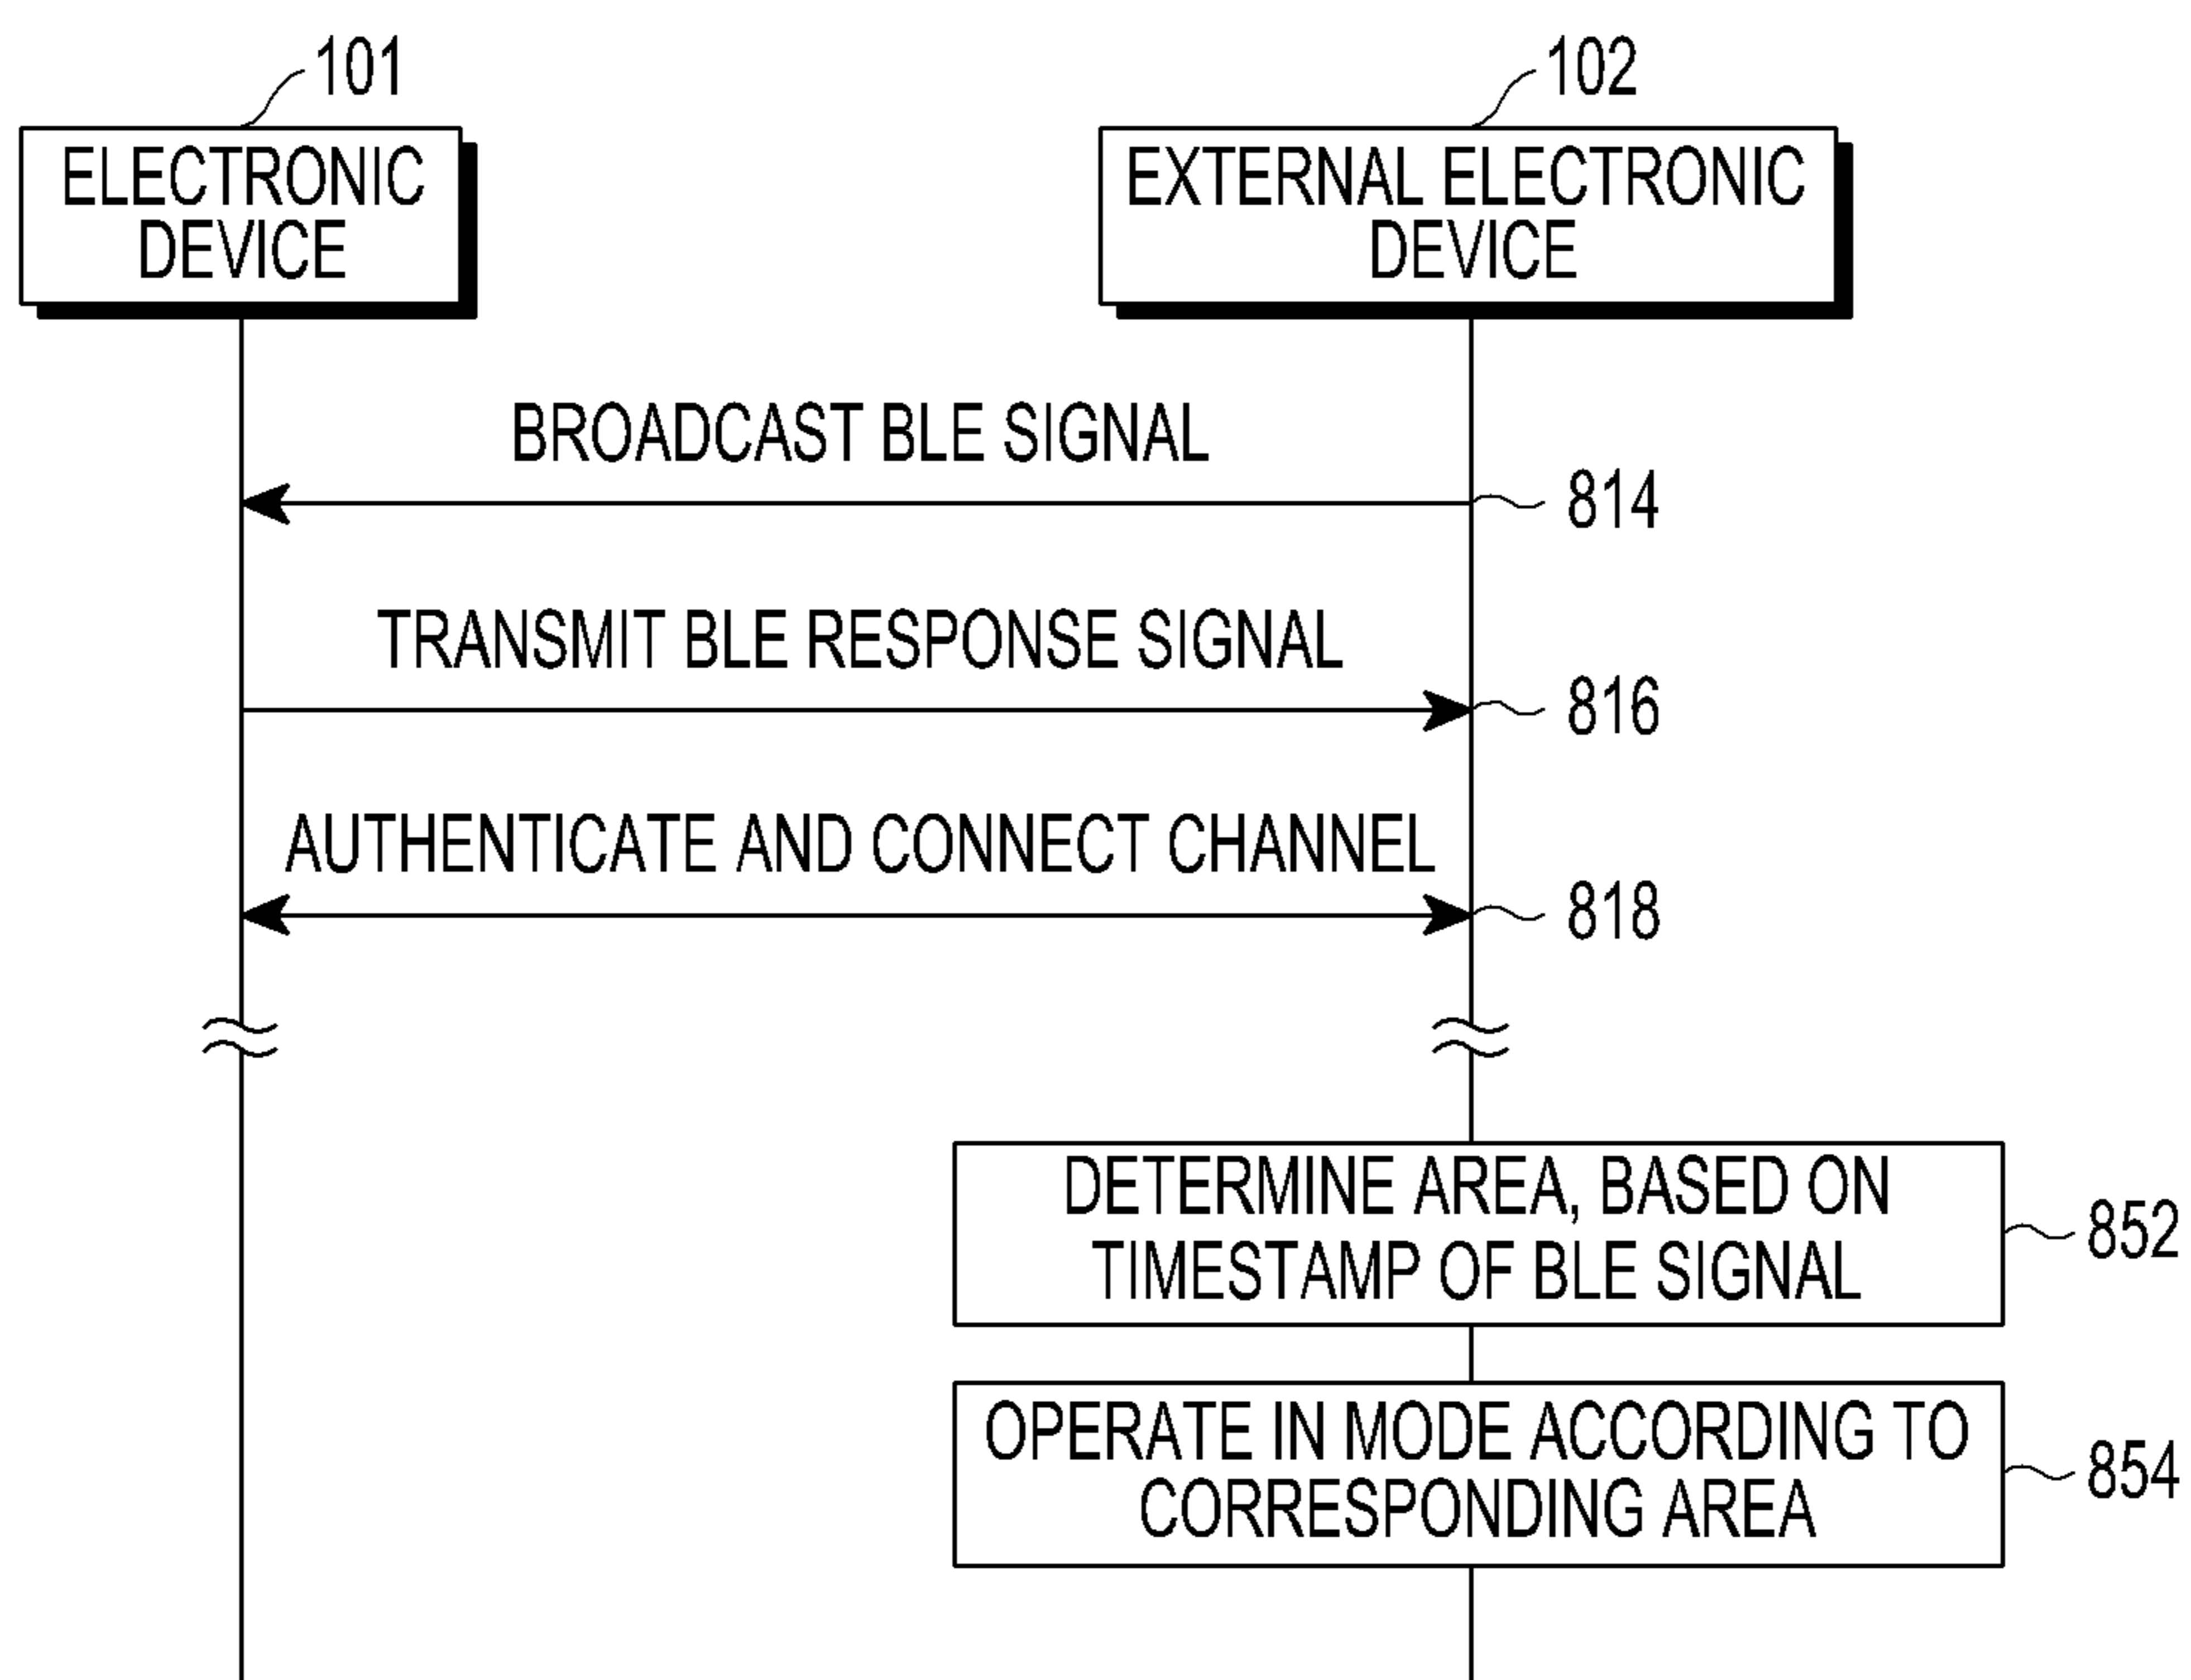 101
102
ELECTRONIC
DEVICE
EXTERNAL ELECTRONIC
DEVICE
BROADCAST BLE SIGNAL
814
TRANSMIT BLE RESPONSE SIGNAL
816
AUTHENTICATE AND CONNECT CHANNEL
818
DETERMINE AREA, BASED ON
TIMESTAMP OF BLE SIGNAL
852
OPERATE IN MODE ACCORDING TO
CORRESPONDING AREA
854